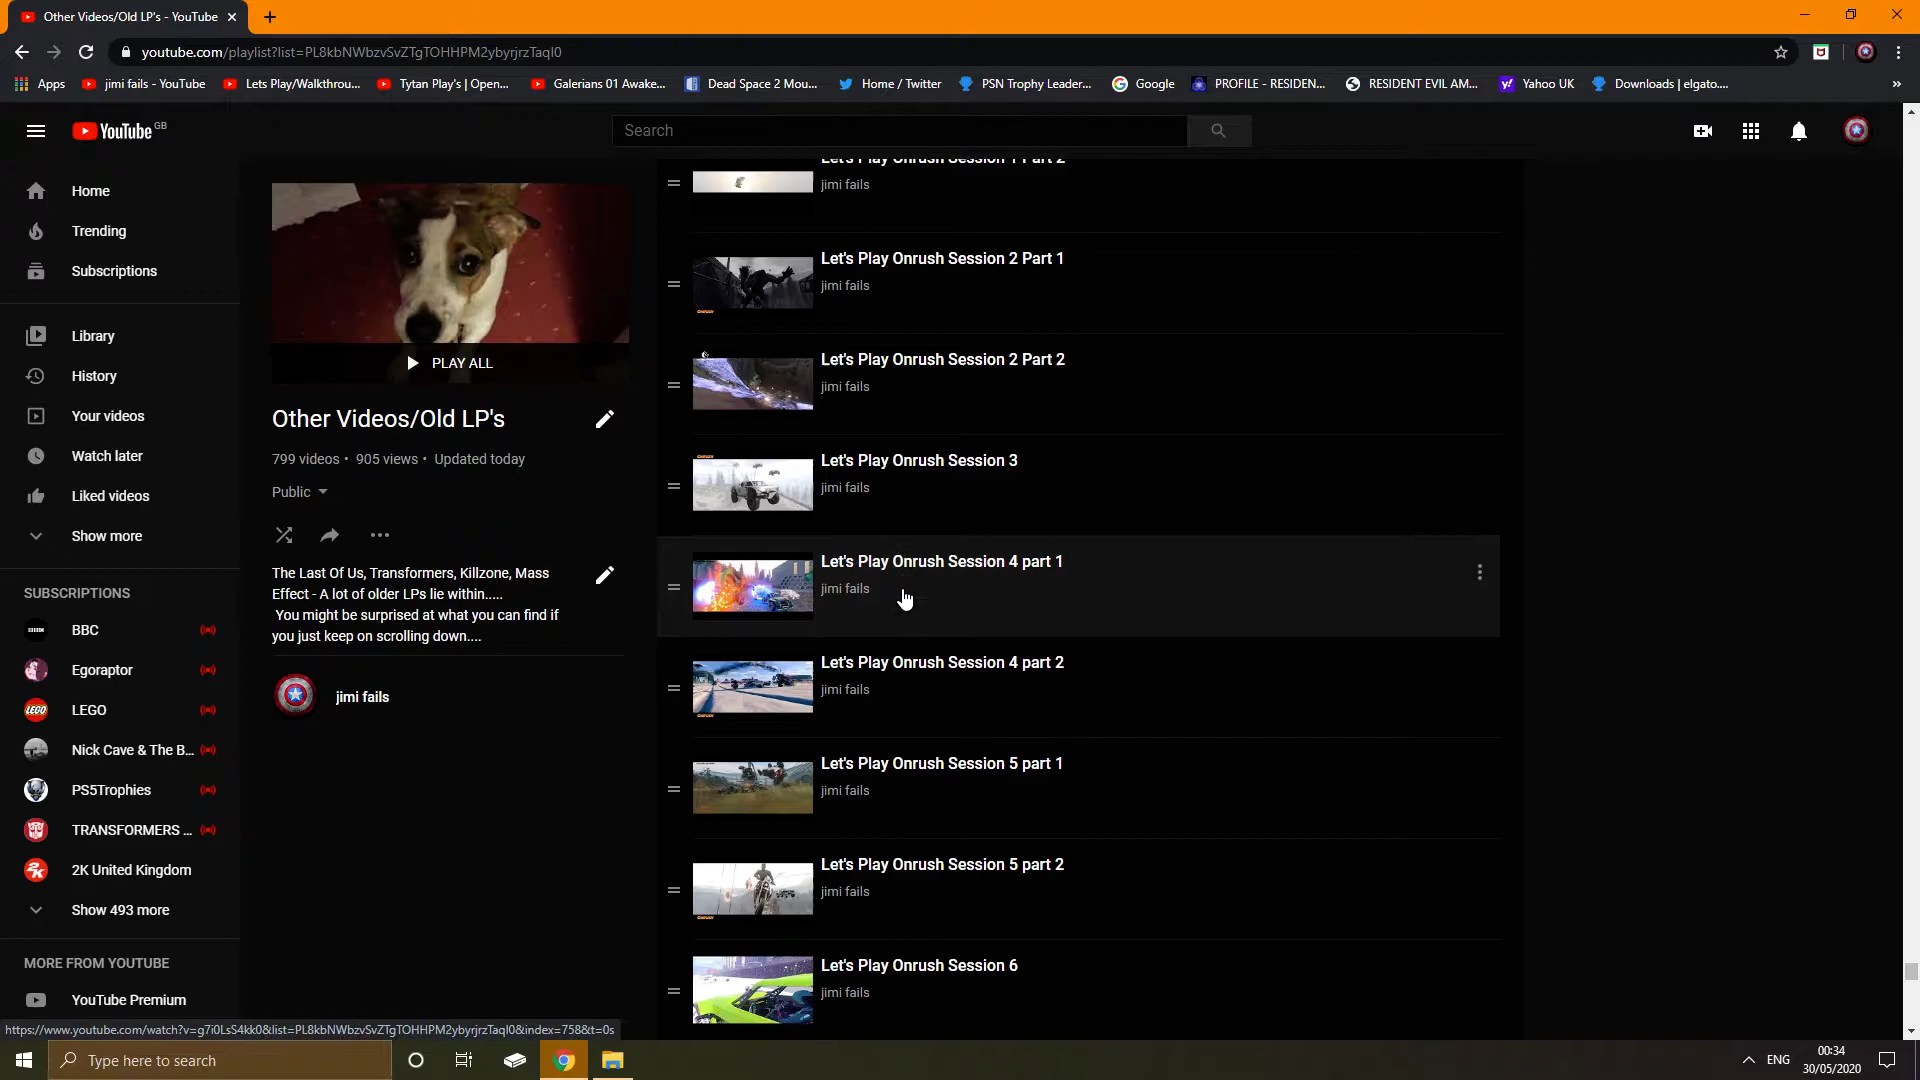 Other Videos/Old LP's - YouTube
youtube.com/playlist?list=PL8kbNWbzvSvZTgTOHHPM2ybyrjrzTaqI0
Apps
jimi fails - YouTube
Lets Play/Walkthrou...
Tytan Play's | Open...
Galerians 01 Awake...
Dead Space 2 Mou...
Home / Twitter
PSN Trophy Leader...
Google
PROFILE - RESIDEN...
RESIDENT EVIL AM...
Yahoo UK
Downloads | elgato....
YouTube GB
Search
Home
Trending
Subscriptions
Library
History
Your videos
Watch later
Liked videos
Show more
SUBSCRIPTIONS
BBC
Egoraptor
LEGO
Nick Cave & The B...
PS5Trophies
TRANSFORMERS ...
2K United Kingdom
Show 493 more
MORE FROM YOUTUBE
YouTube Premium
PLAY ALL
Other Videos/Old LP's
799 videos • 905 views • Updated today
Public
The Last Of Us, Transformers, Killzone, Mass
Effect - A lot of older LPs lie within.....
You might be surprised at what you can find if
you just keep on scrolling down....
jimi fails
Let's Play Onrush Session 1 Part 2
jimi fails
Let's Play Onrush Session 2 Part 1
jimi fails
Let's Play Onrush Session 2 Part 2
jimi fails
Let's Play Onrush Session 3
jimi fails
Let's Play Onrush Session 4 part 1
jimi fails
Let's Play Onrush Session 4 part 2
jimi fails
Let's Play Onrush Session 5 part 1
jimi fails
Let's Play Onrush Session 5 part 2
jimi fails
Let's Play Onrush Session 6
jimi fails
https://www.youtube.com/watch?v=g7i0LsS4kk0&list=PL8kbNWbzvSvZTgTOHHPM2ybyrjrzTaqI0&index=758&t=0s
Type here to search
ENG
00:34
30/05/2020